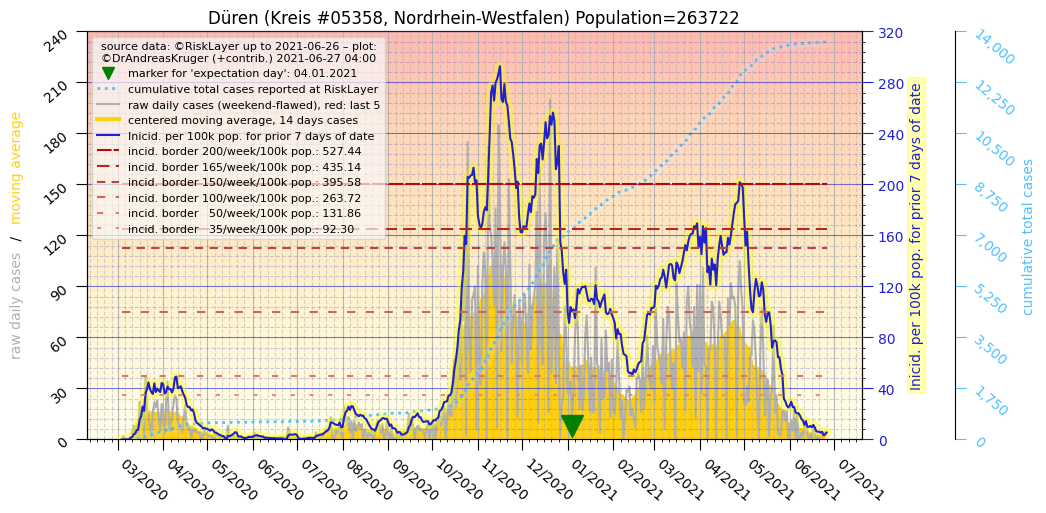 Düren (Kreis #05358, Nordrhein-Westfalen) Population=263722
source data: ©RiskLayer up to 2021-06-26 – plot:
©DrAndreasKruger (+contrib.) 2021-06-27 04:00
marker for 'expectation day': 04.01.2021
cumulative total cases reported at RiskLayer
raw daily cases (weekend-flawed), red: last 5
centered moving average, 14 days cases
Inicid. per 100k pop. for prior 7 days of date
incid. border 200/week/100k pop.: 527.44
incid. border 165/week/100k pop.: 435.14
incid. border 150/week/100k pop.: 395.58
incid. border 100/week/100k pop.: 263.72
incid. border   50/week/100k pop.: 131.86
incid. border   35/week/100k pop.: 92.30
raw daily cases / moving average
240
210
180
150
120
90
60
30
0
03/2020
04/2020
05/2020
06/2020
07/2020
08/2020
09/2020
10/2020
11/2020
12/2020
01/2021
02/2021
03/2021
04/2021
05/2021
06/2021
07/2021
320
280
240
200
160
120
80
40
0
Inicid. per 100k pop. for prior 7 days of date
14,000
12,250
10,500
8,750
7,000
5,250
3,500
1,750
0
cumulative total cases